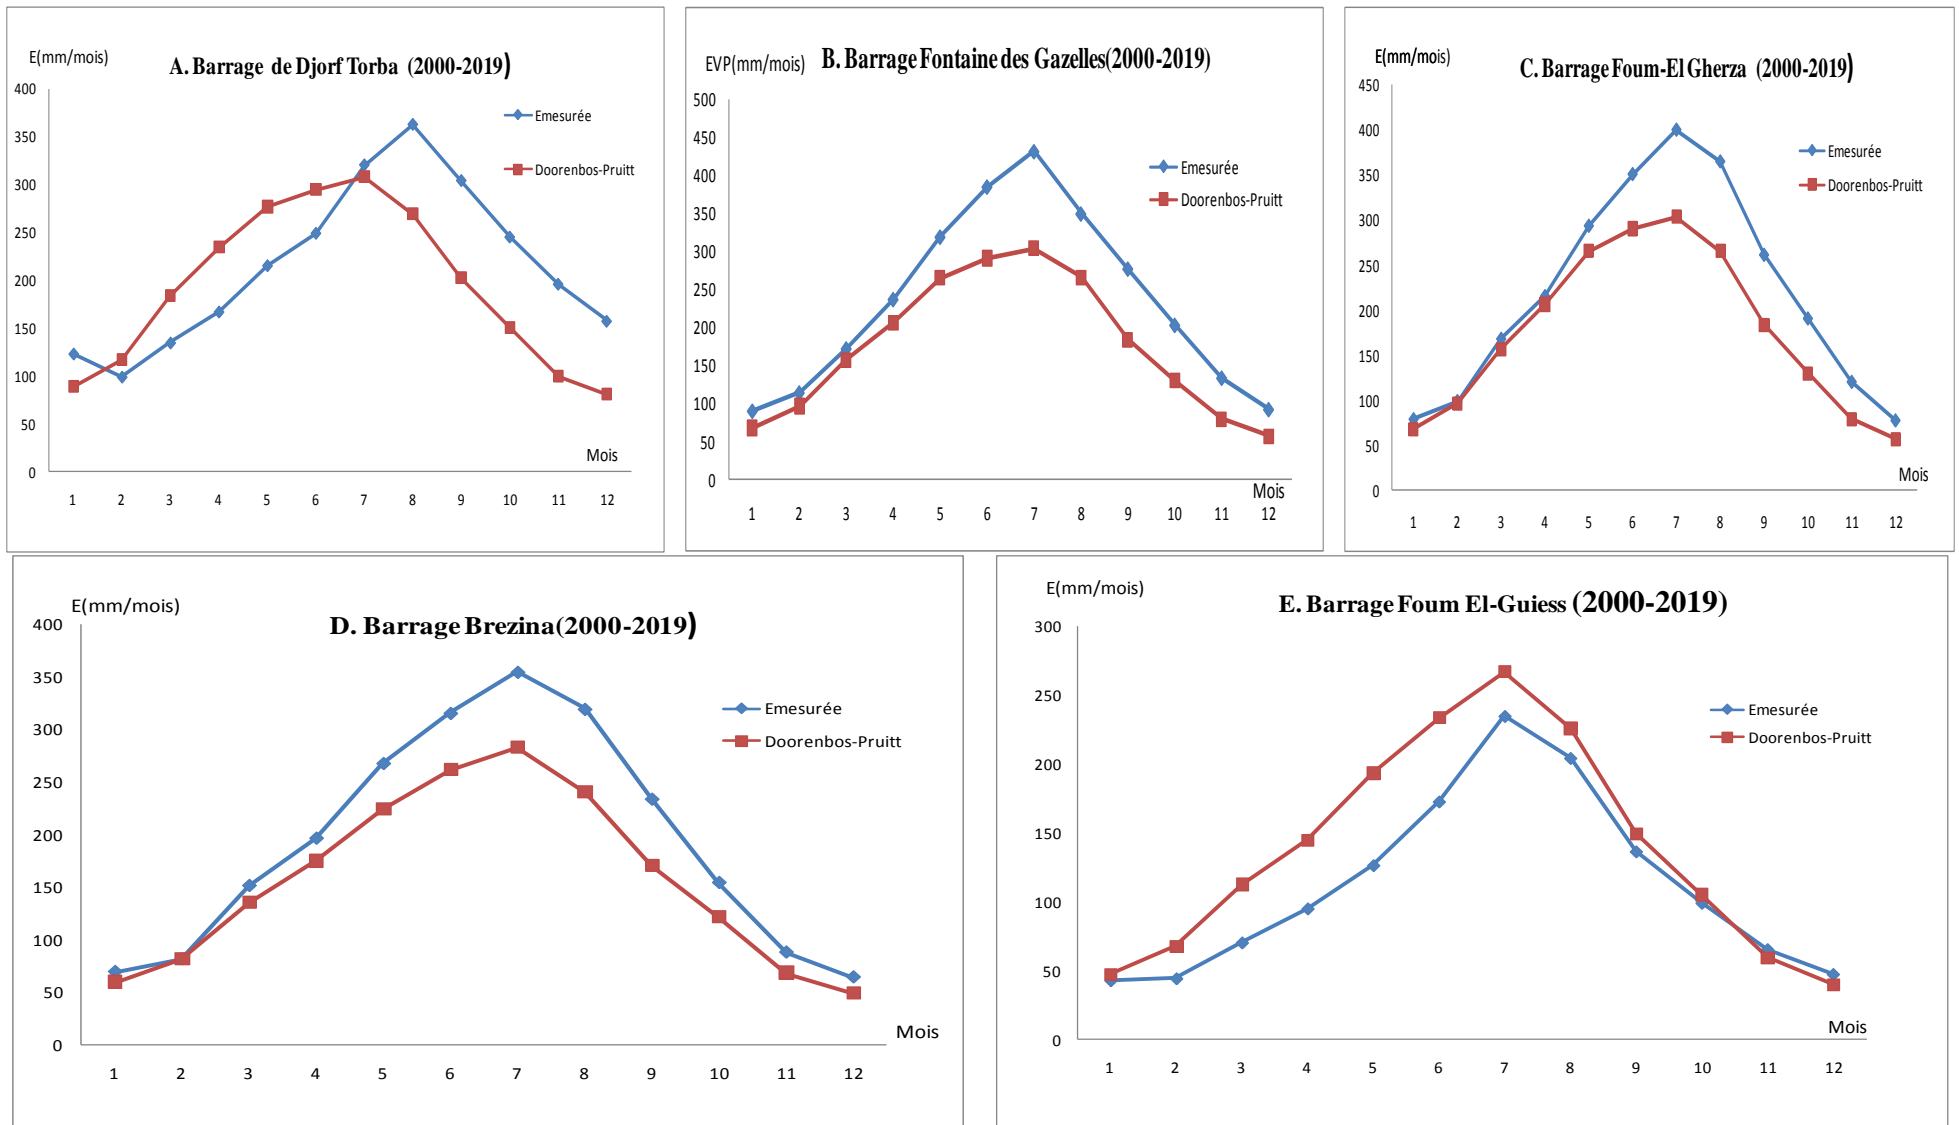 E(mm/mois)
A. Barrage de Djorf Torba (2000-2019)
400
350
300
250
200
150
100
50
0
Emesurée
Doorenbos-Pruitt
Mois
1 2 3 4 5 6 7 8 9 10 11 12
EVP(mm/mois)
B. Barrage Fontaine des Gazelles(2000-2019)
500
450
400
350
300
250
200
150
100
50
0
Emesurée
Doorenbos-Pruitt
Mois
1 2 3 4 5 6 7 8 9 10 11 12
E(mm/mois)
C. Barrage Foum-El Gherza (2000-2019)
450
400
350
300
250
200
150
100
50
0
Emesurée
Doorenbos-Pruitt
Mois
1 2 3 4 5 6 7 8 9 10 11 12
E(mm/mois)
D. Barrage Brezina(2000-2019)
400
350
300
250
200
150
100
50
0
Emesurée
Doorenbos-Pruitt
Mois
1 2 3 4 5 6 7 8 9 10 11 12
E(mm/mois)
E. Barrage Foum El-Guiess (2000-2019)
300
250
200
150
100
50
0
Emesurée
Doorenbos-Pruitt
Mois
1 2 3 4 5 6 7 8 9 10 11 12